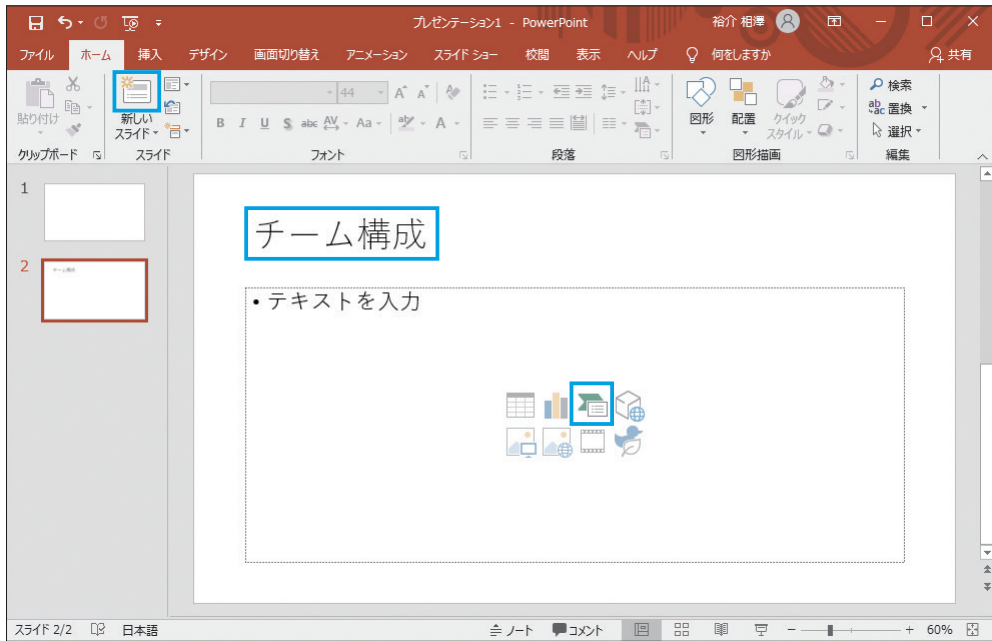 プレゼンテーション1 - PowerPoint
裕介 相澤
ファイル ホーム 挿入 デザイン 画面切り替え アニメーション スライド ショー 校閲 表示 ヘルプ 何をしますか 共有
貼り付け
新しい
スライド
44 A A
B I U S abc AV Aa A
図形
配置
クイック
スタイル
検索
置換
選択
クリップボード スライド フォント 段落 図形描画 編集
1
2
チーム構成
チーム構成
• テキストを入力
スライド 2/2 日本語 ノート コメント 60%